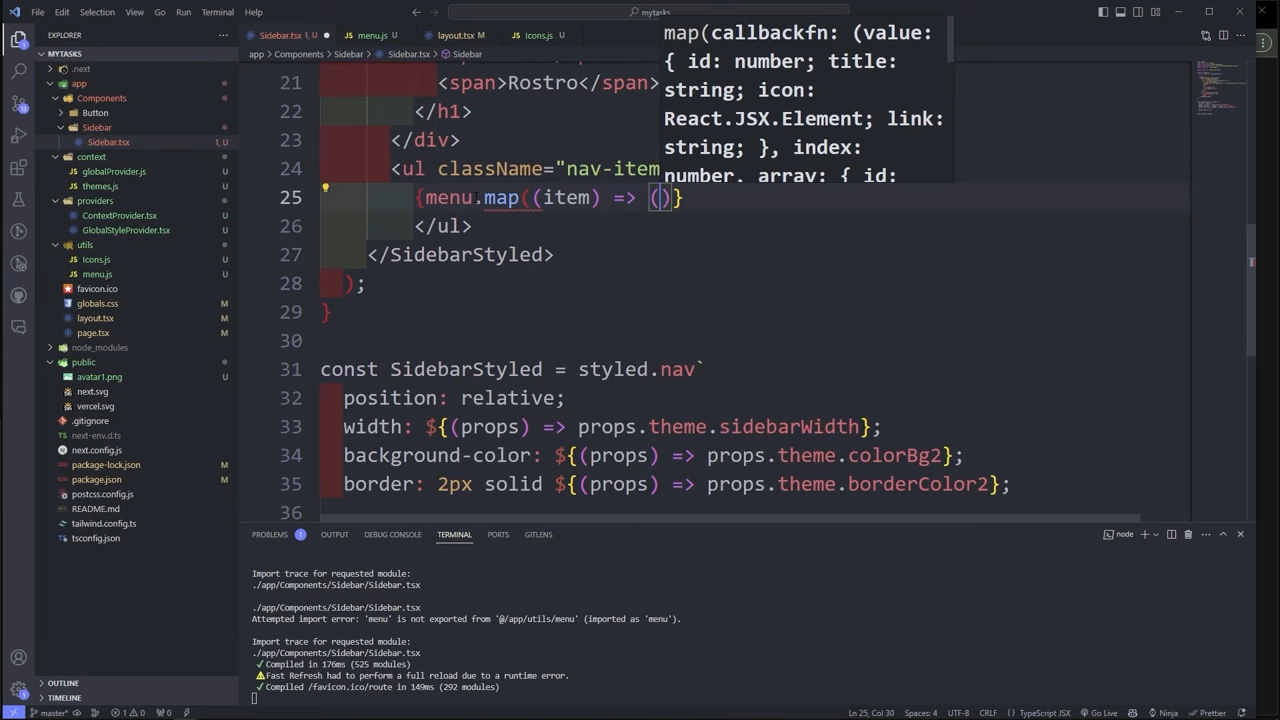 File Edit Selection View Go Run Terminal Help
mytasks
EXPLORER
Sidebar.tsx 1, U
menu.js U
layout.tsx M
Icons.js U
app > Components > Sidebar > Sidebar.tsx > Sidebar
MYTASKS
.next
app
Components
Button
Sidebar
Sidebar.tsx 1, U
context
globalProvider.js U
themes.js U
providers
ContextProvider.tsx U
GlobalStyleProvider.tsx U
utils
Icons.js U
menu.js U
favicon.ico M
globals.css M
layout.tsx M
page.tsx M
node_modules
public
avatar1.png U
next.svg
vercel.svg
.gitignore
next-env.d.ts
next.config.js
package-lock.json M
package.json M
postcss.config.js
README.md
tailwind.config.ts
tsconfig.json
OUTLINE
TIMELINE
21 <span>Rostro</span>
22 </h1>
23 </div>
24 <ul className="nav-item
25 {menu.map((item) => ()}
26 </ul>
27 </SidebarStyled>
28 );
29 }
30
31 const SidebarStyled = styled.nav`
32 position: relative;
33 width: ${(props) => props.theme.sidebarWidth};
34 background-color: ${(props) => props.theme.colorBg2};
35 border: 2px solid ${(props) => props.theme.borderColor2};
36
map(callbackfn: (value:
{ id: number; title:
string; icon:
React.JSX.Element; link:
string; }, index:
number, array: { id:
PROBLEMS 1 OUTPUT DEBUG CONSOLE TERMINAL PORTS GITLENS
node
Import trace for requested module:
./app/Components/Sidebar/Sidebar.tsx
./app/Components/Sidebar/Sidebar.tsx
Attempted import error: 'menu' is not exported from '@/app/utils/menu' (imported as 'menu').
Import trace for requested module:
./app/Components/Sidebar/Sidebar.tsx
✓ Compiled in 176ms (525 modules)
⚠ Fast Refresh had to perform a full reload due to a runtime error.
✓ Compiled /favicon.ico/route in 149ms (292 modules)
master* 1 0 0 Ln 25, Col 30 Spaces: 4 UTF-8 CRLF {} TypeScript JSX Go Live Ninja Prettier